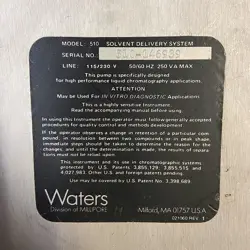 MODEL 510 SOLVENT DELIVERY SYSTEM
SERIAL NO.
LINE 115/230 V 50/60 HZ 250 VA MAX
This pump is specifically designed
for high performance liquid chromatography applications.
ATTENTION
May be used in IN VITRO DIAGNOSTIC Applications
This is a highly sensitive Instrument.
Read the accompanying manual before using.
In using this instrument the operator must follow generally accepted
procedures for quality control and methods development.
If the operator observes a change in retention of a particular com-
pound, in resolution between two compounds or in peak shape
immediate steps should be taken to determine the reason for the
changes and, until the determination is made, the results of separa-
tions must not be relied upon.
This instrument and its use in chromatography systems
protected by U.S. Patents 3,855,129; 3,855,515 and
4,027,983. Other U.S. and foreign patents pending
May be used under U.S. Patent No. 3,398,689.
Waters
Division of MILLIPORE
Milford, MA 01757 U.S.A.
REV.